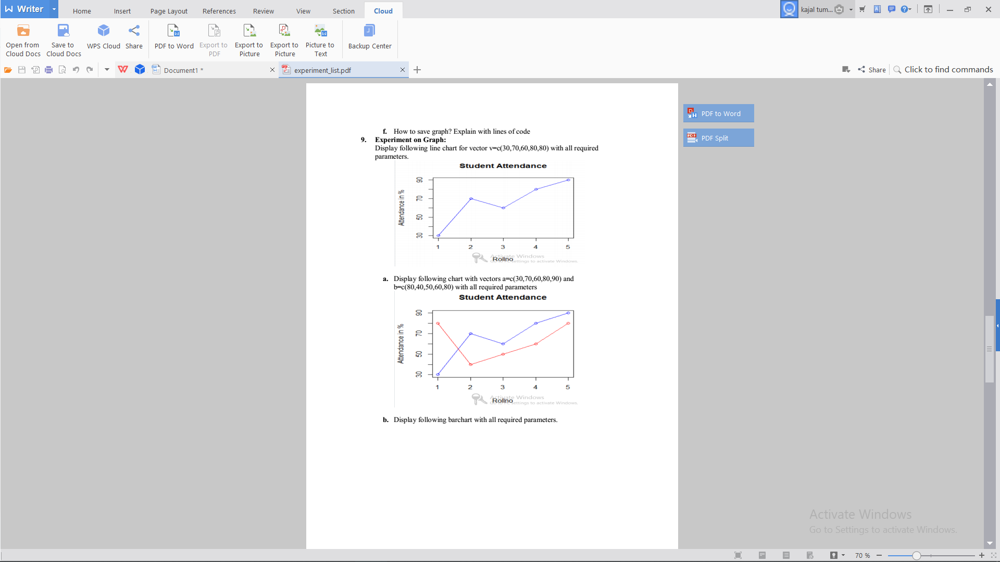 Writer
Home Insert Page Layout References Review View Section Cloud
kajal tum...
Open from Cloud Docs
Save to Cloud Docs
WPS Cloud
Share
PDF to Word
Export to PDF
Export to Picture
Export to Picture
Picture to Text
Backup Center
Document1 *
experiment_list.pdf
Share
Click to find commands
PDF to Word
PDF Split
f. How to save graph? Explain with lines of code
9. Experiment on Graph:
Display following line chart for vector v=c(30,70,60,80,80) with all required
parameters.
Student Attendance
Attendance in %
90
70
50
30
1 2 3 4 5
Rollno
Activate Windows
Go to PC settings to activate Windows.
a. Display following chart with vectors a=c(30,70,60,80,90) and
b=c(80,40,50,60,80) with all required parameters
Student Attendance
Attendance in %
90
70
50
30
1 2 3 4 5
Rollno
Activate Windows
Go to PC settings to activate Windows.
b. Display following barchart with all required parameters.
Activate Windows
Go to Settings to activate Windows.
70 %